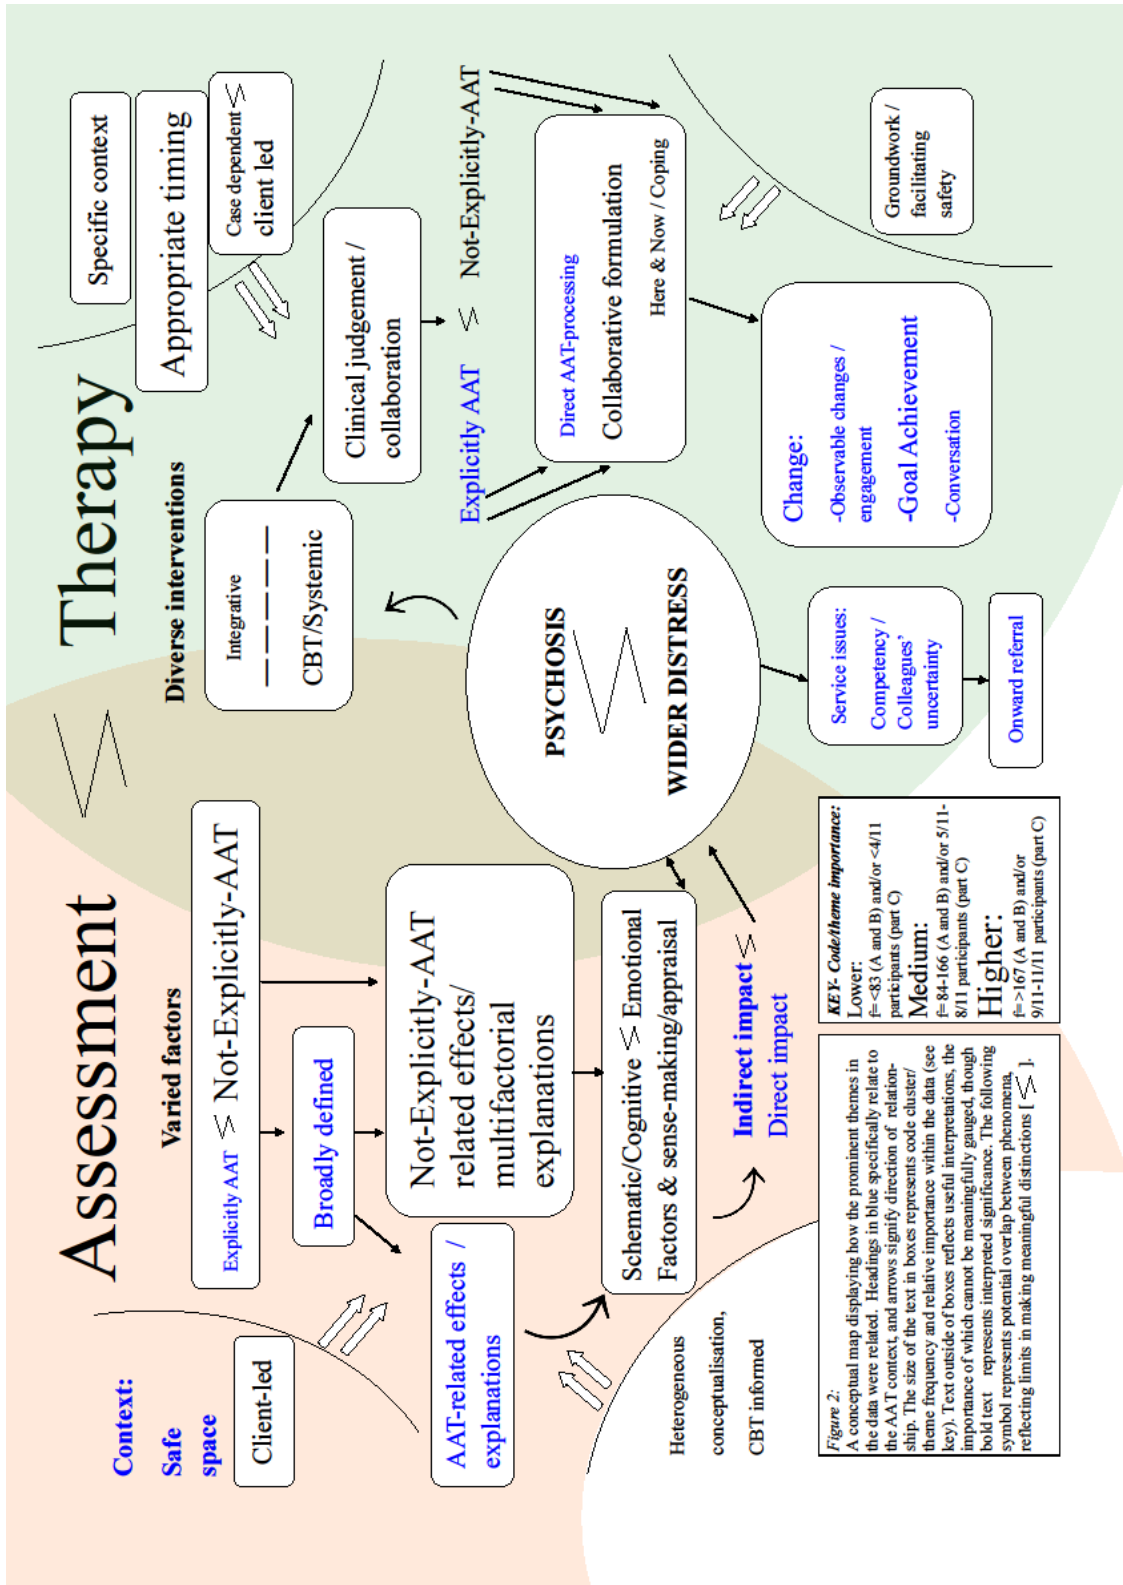 Assessment
Therapy
Context:
Safe
space
Client-led
Varied factors
Explicitly AAT
Not-Explicitly-AAT
Broadly defined
AAT-related effects /
explanations
Not-Explicitly-AAT
related effects/
multifactorial
explanations
Schematic/Cognitive
Emotional
Factors & sense-making/appraisal
Heterogeneous
conceptualisation,
CBT informed
Indirect impact
Direct impact
PSYCHOSIS
WIDER DISTRESS
Diverse interventions
Integrative
CBT/Systemic
Specific context
Appropriate timing
Case dependent
client led
Clinical judgement /
collaboration
Explicitly AAT
Not-Explicitly-AAT
Direct AAT-processing
Collaborative formulation
Here & Now / Coping
Groundwork /
facilitating
safety
Change:
-Observable changes /
engagement
-Goal Achievement
-Conversation
Service issues:
Competency /
Colleagues'
uncertainty
Onward referral
Figure 2:
A conceptual map displaying how the prominent themes in
the data were related. Headings in blue specifically relate to
the AAT context, and arrows signify direction of relation-
ship. The size of the text in boxes represents code cluster/
theme frequency and relative importance within the data (see
key). Text outside of boxes reflects useful interpretations, the
importance of which cannot be meaningfully gauged, though
bold text represents interpreted significance. The following
symbol represents potential overlap between phenomena,
reflecting limits in making meaningful distinctions [ ].
KEY- Code/theme importance:
Lower:
f=<83 (A and B) and/or <4/11
participants (part C)
Medium:
f= 84-166 (A and B) and/or 5/11-
8/11 participants (part C)
Higher:
f=>167 (A and B) and/or
9/11-11/11 participants (part C)